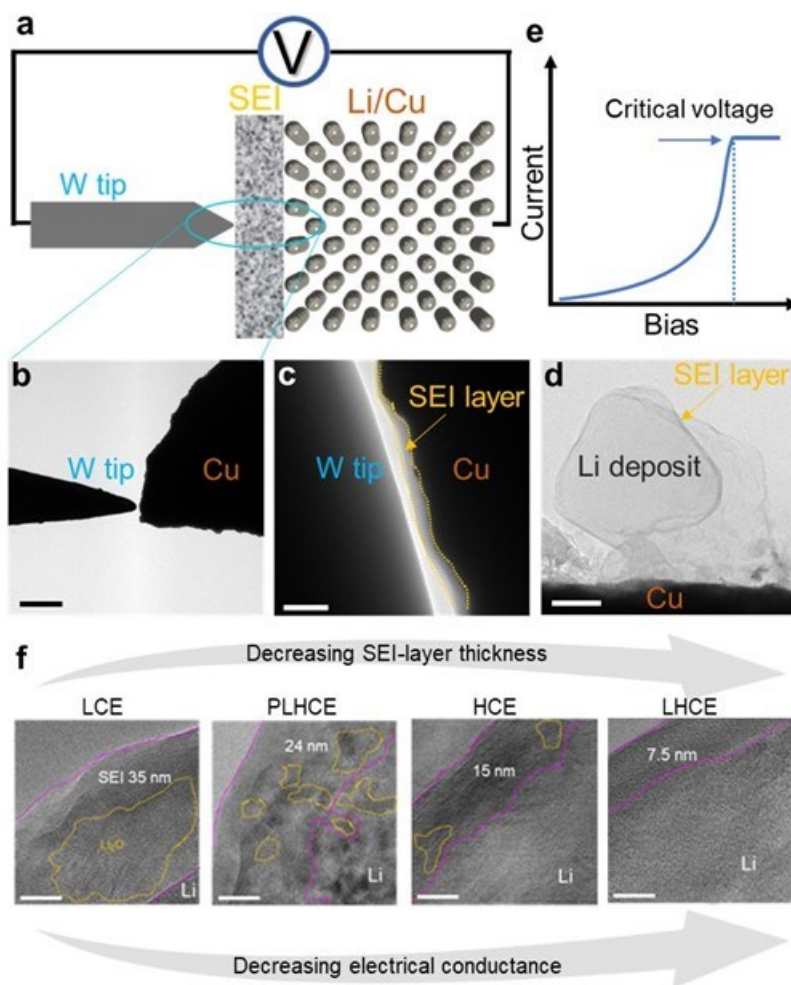 a
V
SEI
Li/Cu
W tip
e
Critical voltage
Current
Bias
b
W tip
Cu
c
SEI layer
W tip
Cu
d
SEI layer
Li deposit
Cu
f
Decreasing SEI-layer thickness
LCE
PLHCE
HCE
LHCE
SEI 35 nm
Li₂O
Li
24 nm
Li
15 nm
Li
7.5 nm
Li
Decreasing electrical conductance